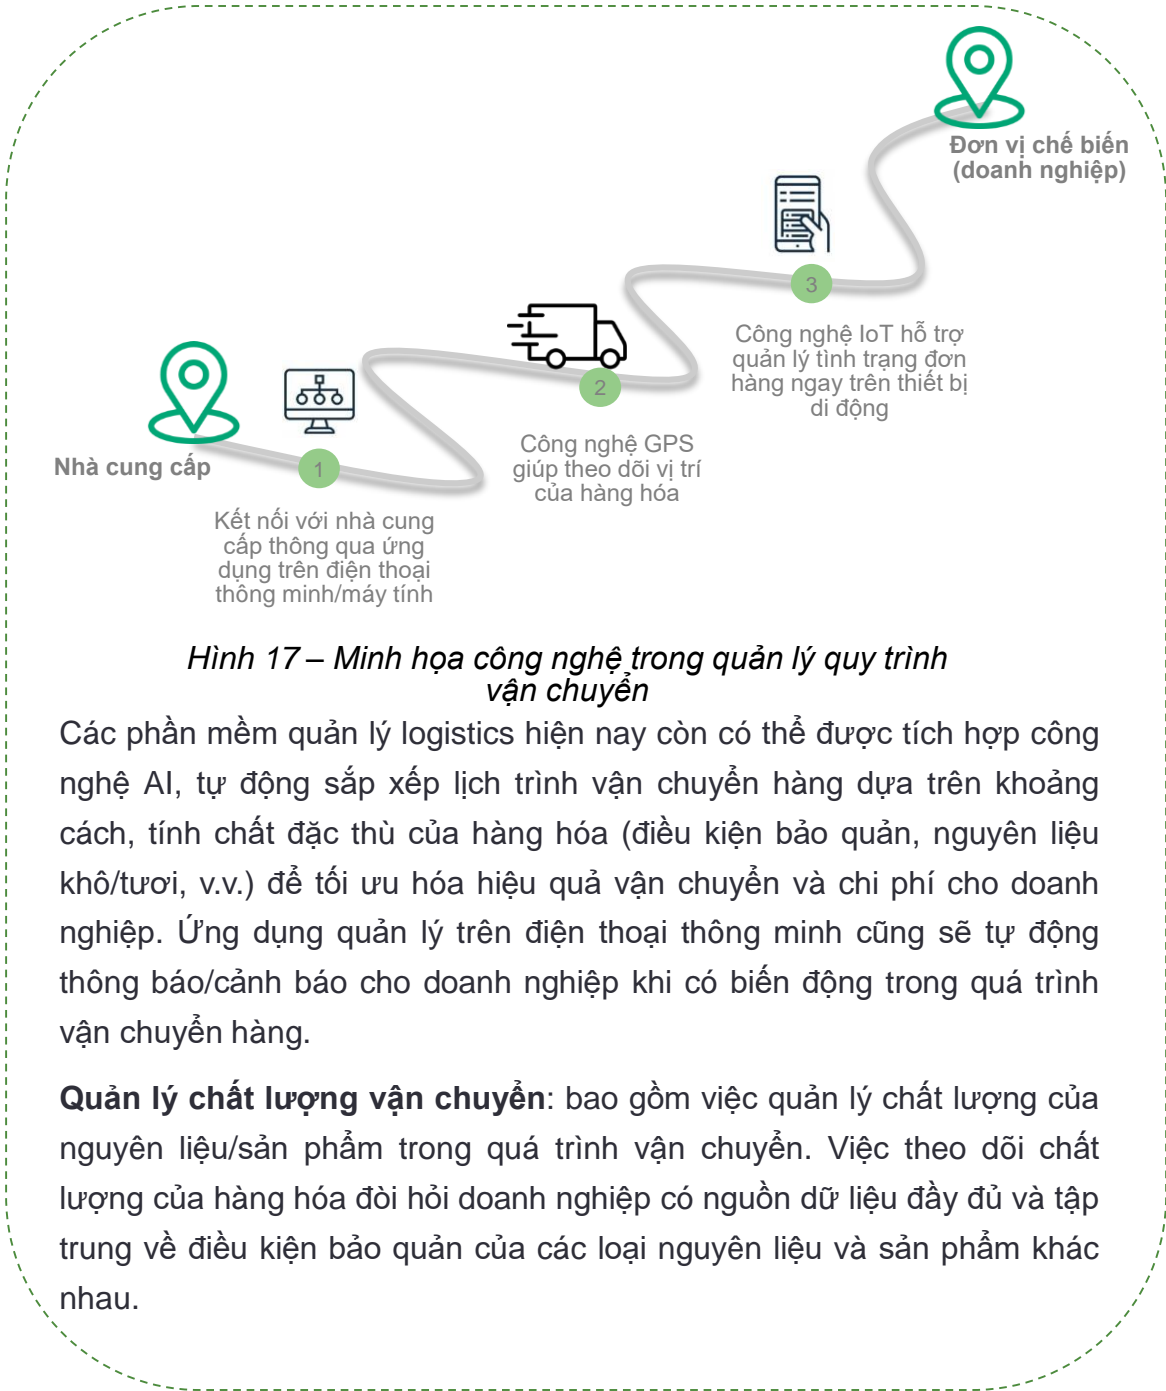 Đơn vị chế biến
(doanh nghiệp)
3
Công nghệ IoT hỗ trợ
quản lý tình trạng đơn
hàng ngay trên thiết bị
di động
2
Công nghệ GPS
giúp theo dõi vị trí
của hàng hóa
Nhà cung cấp
1
Kết nối với nhà cung
cấp thông qua ứng
dụng trên điện thoại
thông minh/máy tính
Hình 17 – Minh họa công nghệ trong quản lý quy trình
vận chuyển
Các phần mềm quản lý logistics hiện nay còn có thể được tích hợp công
nghệ AI, tự động sắp xếp lịch trình vận chuyển hàng dựa trên khoảng
cách, tính chất đặc thù của hàng hóa (điều kiện bảo quản, nguyên liệu
khô/tươi, v.v.) để tối ưu hóa hiệu quả vận chuyển và chi phí cho doanh
nghiệp. Ứng dụng quản lý trên điện thoại thông minh cũng sẽ tự động
thông báo/cảnh báo cho doanh nghiệp khi có biến động trong quá trình
vận chuyển hàng.
Quản lý chất lượng vận chuyển: bao gồm việc quản lý chất lượng của
nguyên liệu/sản phẩm trong quá trình vận chuyển. Việc theo dõi chất
lượng của hàng hóa đòi hỏi doanh nghiệp có nguồn dữ liệu đầy đủ và tập
trung về điều kiện bảo quản của các loại nguyên liệu và sản phẩm khác
nhau.